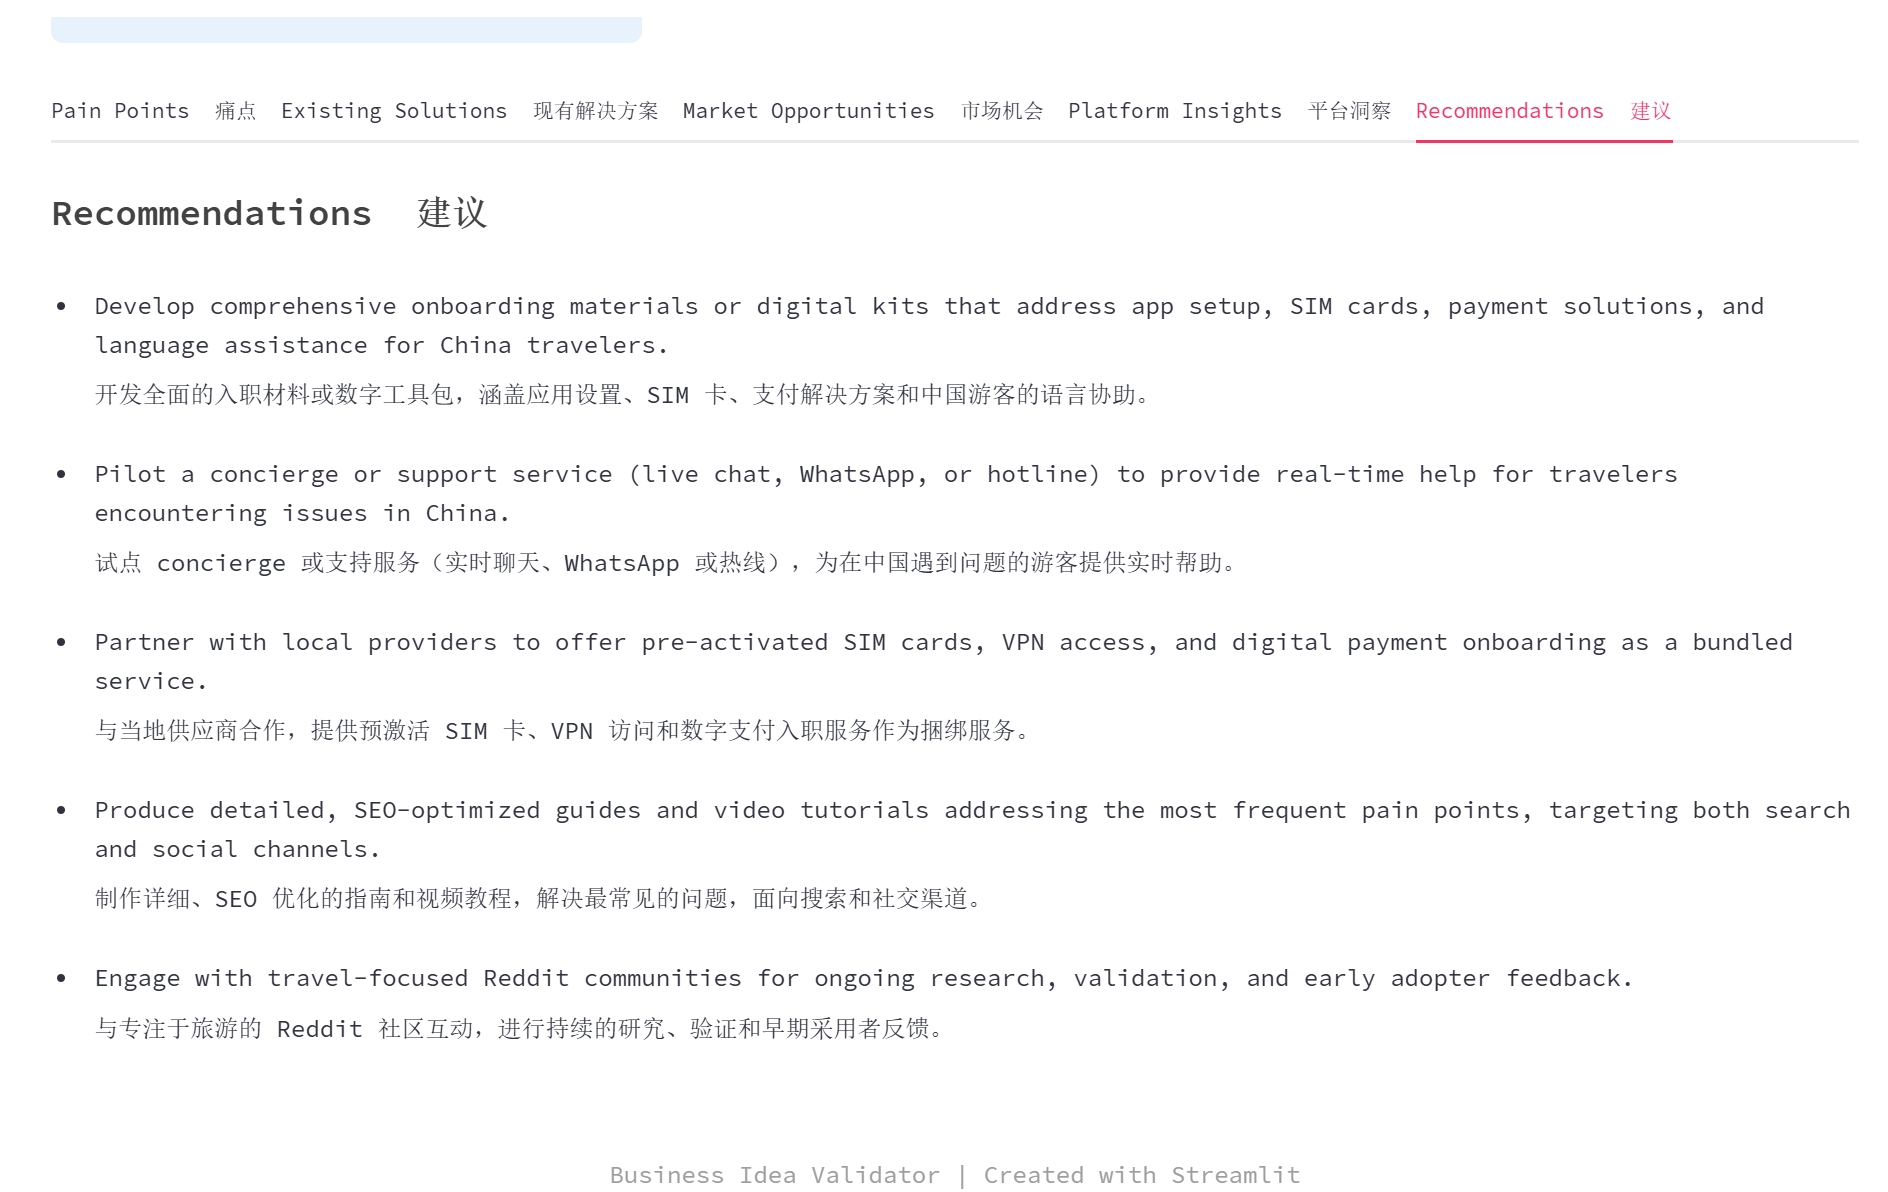 Pain Points 痛点 Existing Solutions 现有解决方案 Market Opportunities 市场机会 Platform Insights 平台洞察 Recommendations 建议
Recommendations 建议
• Develop comprehensive onboarding materials or digital kits that address app setup, SIM cards, payment solutions, and
language assistance for China travelers.
开发全面的入职材料或数字工具包，涵盖应用设置、SIM 卡、支付解决方案和中国游客的语言协助。
• Pilot a concierge or support service (live chat, WhatsApp, or hotline) to provide real-time help for travelers
encountering issues in China.
试点 concierge 或支持服务（实时聊天、WhatsApp 或热线），为在中国遇到问题的游客提供实时帮助。
• Partner with local providers to offer pre-activated SIM cards, VPN access, and digital payment onboarding as a bundled
service.
与当地供应商合作，提供预激活 SIM 卡、VPN 访问和数字支付入职服务作为捆绑服务。
• Produce detailed, SEO-optimized guides and video tutorials addressing the most frequent pain points, targeting both search
and social channels.
制作详细、SEO 优化的指南和视频教程，解决最常见的问题，面向搜索和社交渠道。
• Engage with travel-focused Reddit communities for ongoing research, validation, and early adopter feedback.
与专注于旅游的 Reddit 社区互动，进行持续的研究、验证和早期采用者反馈。
Business Idea Validator | Created with Streamlit